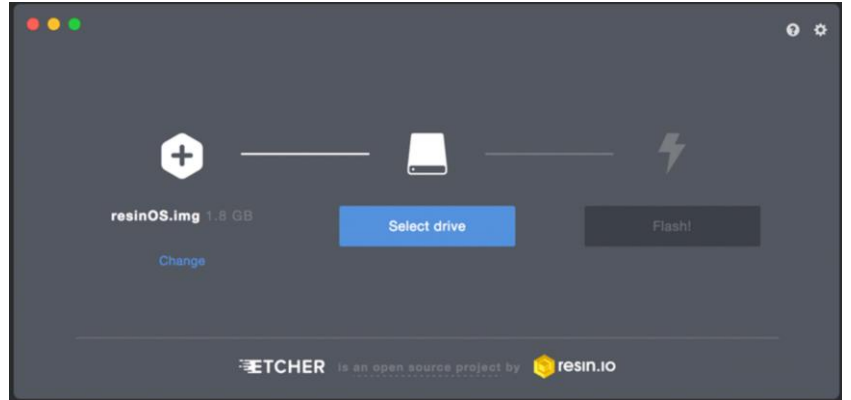 resinOS.img 1.8 GB
Select drive
Flash!
Change
ETCHER is an open source project by resin.io